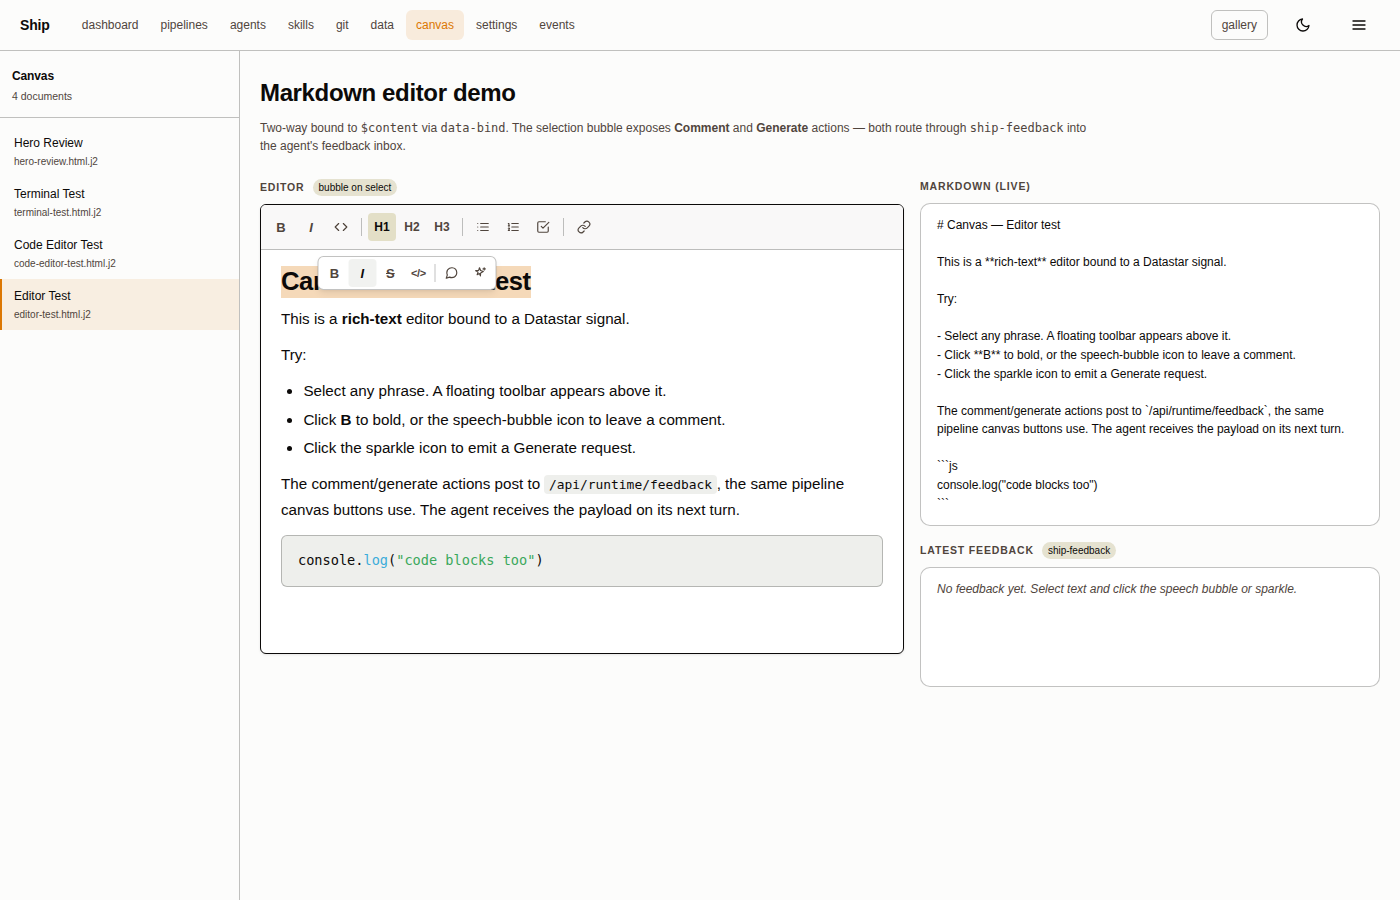 Ship dashboard pipelines agents skills git data canvas settings events gallery
Canvas
4 documents
Hero Review
hero-review.html.j2
Terminal Test
terminal-test.html.j2
Code Editor Test
code-editor-test.html.j2
Editor Test
editor-test.html.j2
Markdown editor demo
Two-way bound to $content via data-bind. The selection bubble exposes Comment and Generate actions — both route through ship-feedback into
the agent's feedback inbox.
EDITOR bubble on select
B I <> H1 H2 H3
B I S </>
This is a rich-text editor bound to a Datastar signal.
Try:
• Select any phrase. A floating toolbar appears above it.
• Click B to bold, or the speech-bubble icon to leave a comment.
• Click the sparkle icon to emit a Generate request.
The comment/generate actions post to /api/runtime/feedback, the same pipeline
canvas buttons use. The agent receives the payload on its next turn.
console.log("code blocks too")
MARKDOWN (LIVE)
# Canvas — Editor test
This is a **rich-text** editor bound to a Datastar signal.
Try:
- Select any phrase. A floating toolbar appears above it.
- Click **B** to bold, or the speech-bubble icon to leave a comment.
- Click the sparkle icon to emit a Generate request.
The comment/generate actions post to `/api/runtime/feedback`, the same
pipeline canvas buttons use. The agent receives the payload on its next turn.
```js
console.log("code blocks too")
```
LATEST FEEDBACK ship-feedback
No feedback yet. Select text and click the speech bubble or sparkle.